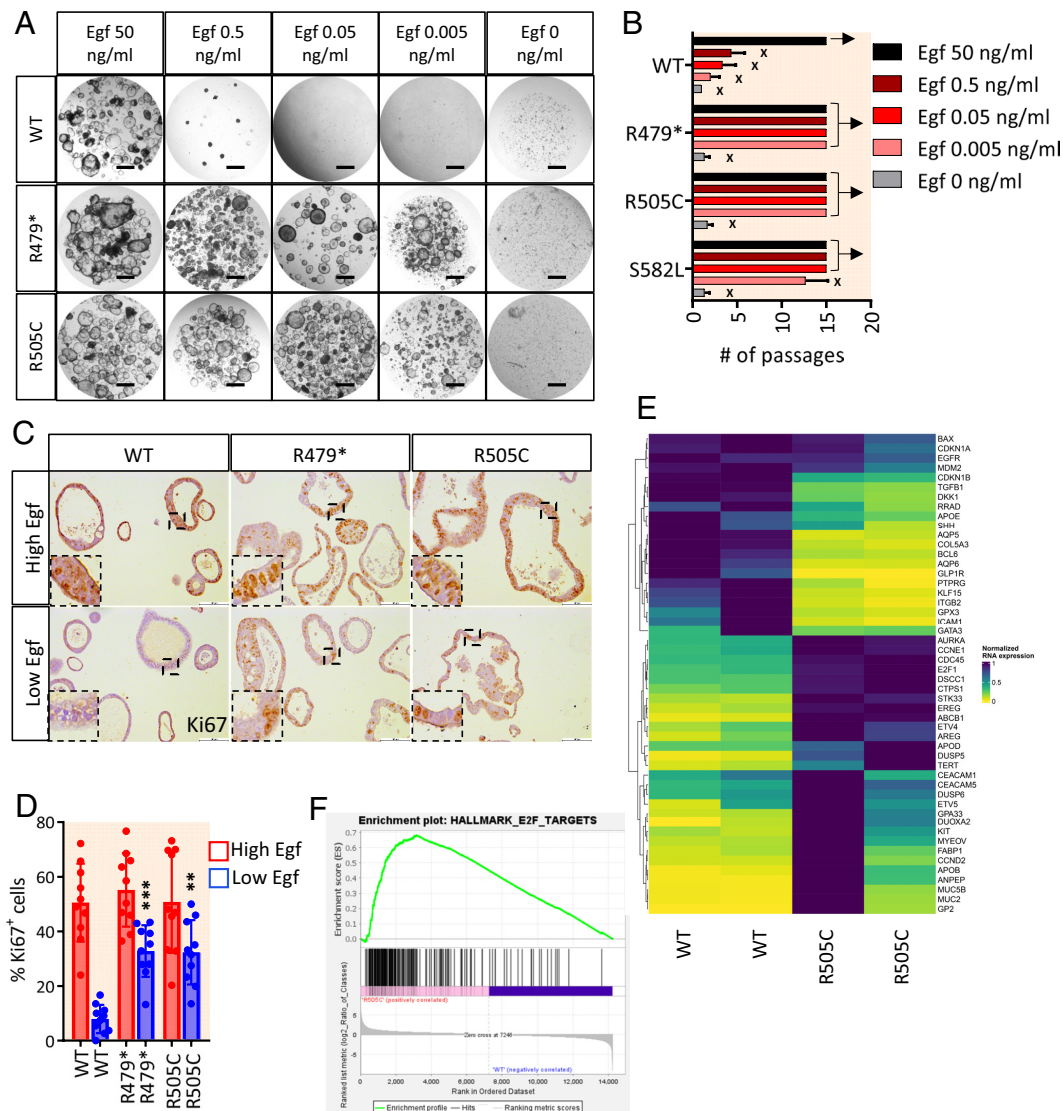 A
Egf 50 ng/ml
Egf 0.5 ng/ml
Egf 0.05 ng/ml
Egf 0.005 ng/ml
Egf 0 ng/ml
WT
R479*
R505C
B
WT
R479*
R505C
S582L
x
x
x
x
x
x
x
x
0
5
10
15
20
# of passages
Egf 50 ng/ml
Egf 0.5 ng/ml
Egf 0.05 ng/ml
Egf 0.005 ng/ml
Egf 0 ng/ml
C
WT
R479*
R505C
High Egf
Low Egf
Ki67
D
% Ki67+ cells
80
60
40
20
0
***
**
High Egf
Low Egf
WT
WT
R479*
R479*
R505C
R505C
E
BAX
CDKN1A
EGFR
MDM2
CDKN1B
TGFB1
DKK1
RRAD
APOE
SHH
AQP5
COL5A3
BCL6
AQP6
GLP1R
PTPRG
KLF15
ITGB2
GPX3
ICAM1
GATA3
AURKA
CCNE1
CDC45
E2F1
DSCC1
CTPS1
STK33
EREG
ABCB1
ETV4
AREG
APOD
DUSP5
TERT
CEACAM1
CEACAM5
DUSP6
ETV5
GPA33
DUOXA2
KIT
MYEOV
FABP1
CCND2
APOB
ANPEP
MUC5B
MUC2
GP2
WT
WT
R505C
R505C
Normalized
RNA expression
1
0.5
0
F
Enrichment plot: HALLMARK_E2F_TARGETS
Enrichment score (ES)
0.7
0.6
0.5
0.4
0.3
0.2
0.1
0.0
'R505C' (positively correlated)
Zero cross at 7246
'WT' (negatively correlated)
Ranked list metric (log2_Ratio_of_Classes)
5
0
-5
0
2,000
4,000
6,000
8,000
10,000
12,000
14,000
Rank in Ordered Dataset
Enrichment profile
Hits
Ranking metric scores